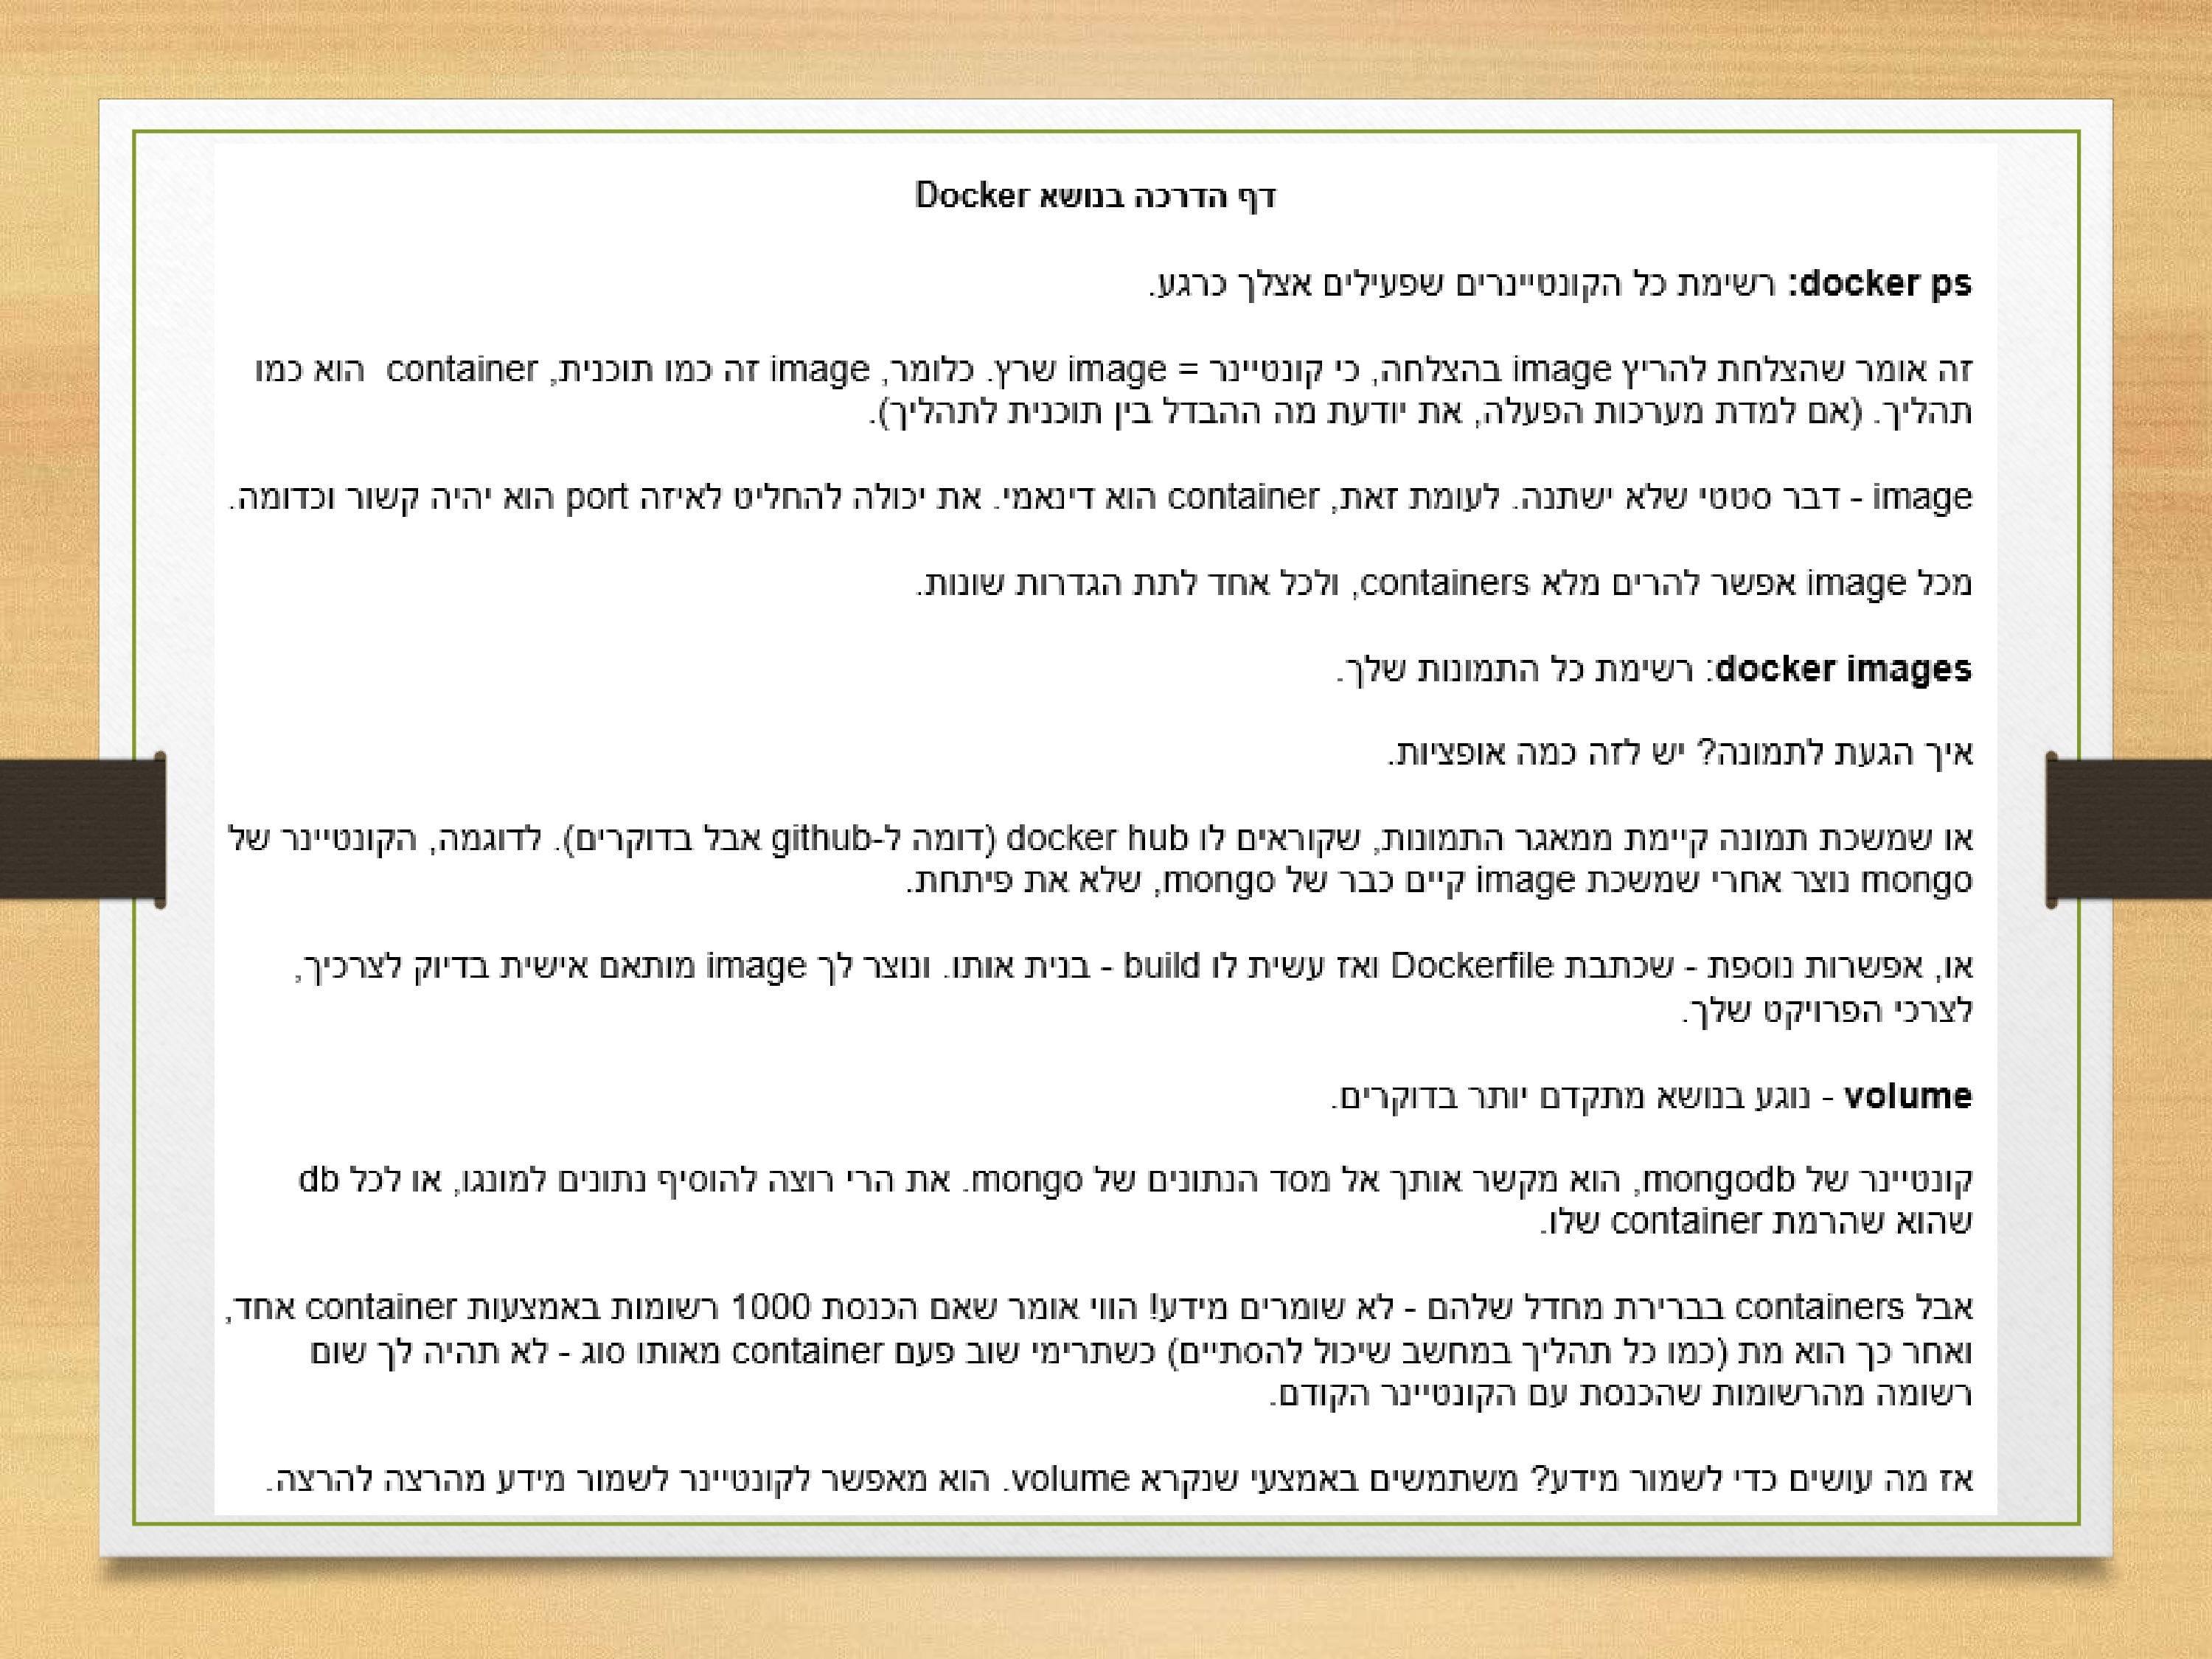 דף הדרכה בנושא Docker
docker ps: רשימת כל הקונטיינרים שפעילים אצלך כרגע.
זה אומר שהצלחת להריץ image בהצלחה, כי קונטיינר = image שרץ. כלומר, image זה כמו תוכנית, container הוא כמו
תהליך. (אם למדת מערכות הפעלה, את יודעת מה ההבדל בין תוכנית לתהליך).
image - דבר סטטי שלא ישתנה. לעומת זאת, container הוא דינאמי. את יכולה להחליט לאיזה port הוא יהיה קשור וכדומה.
מכל image אפשר להרים מלא containers, ולכל אחד לתת הגדרות שונות.
docker images: רשימת כל התמונות שלך.
איך הגעת לתמונה? יש לזה כמה אופציות.
או שמשכת תמונה קיימת ממאגר התמונות, שקוראים לו docker hub (דומה ל-github אבל בדוקרים). לדוגמה, הקונטיינר של
mongo נוצר אחרי שמשכת image קיים כבר של mongo, שלא את פיתחת.
או, אפשרות נוספת - שכתבת Dockerfile ואז עשית לו build - בנית אותו. ונוצר לך image מותאם אישית בדיוק לצרכיך,
לצרכי הפרויקט שלך.
volume - נוגע בנושא מתקדם יותר בדוקרים.
קונטיינר של mongodb, הוא מקשר אותך אל מסד הנתונים של mongo. את הרי רוצה להוסיף נתונים למונגו, או לכל db
שהוא שהרמת container שלו.
אבל containers בברירת מחדל שלהם - לא שומרים מידע! הווי אומר שאם הכנסת 1000 רשומות באמצעות container אחד,
ואחר כך הוא מת (כמו כל תהליך במחשב שיכול להסתיים) כשתרימי שוב פעם container מאותו סוג - לא תהיה לך שום
רשומה מהרשומות שהכנסת עם הקונטיינר הקודם.
אז מה עושים כדי לשמור מידע? משתמשים באמצעי שנקרא volume. הוא מאפשר לקונטיינר לשמור מידע מהרצה להרצה.